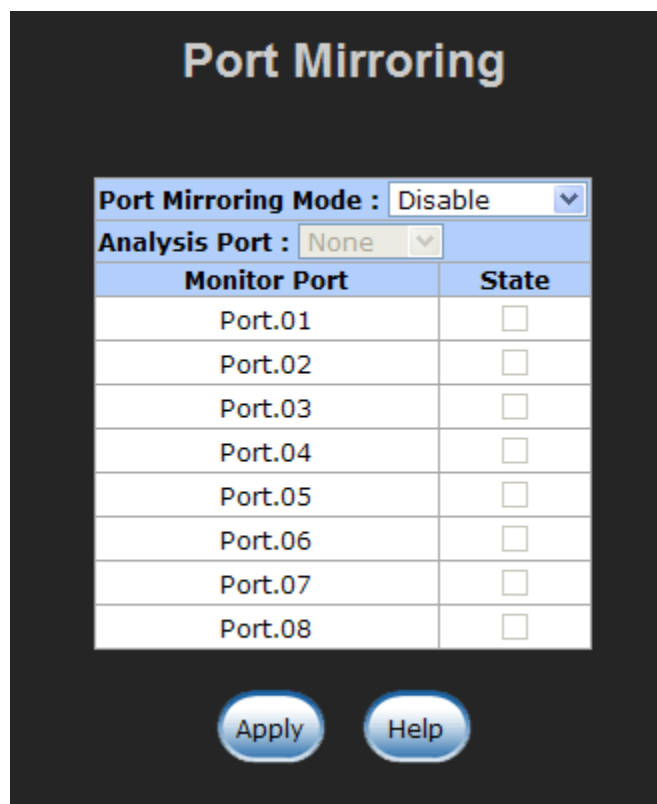 Port Mirroring
Port Mirroring Mode : Disable
Analysis Port : None
Monitor Port State
Port.01
Port.02
Port.03
Port.04
Port.05
Port.06
Port.07
Port.08
Apply Help